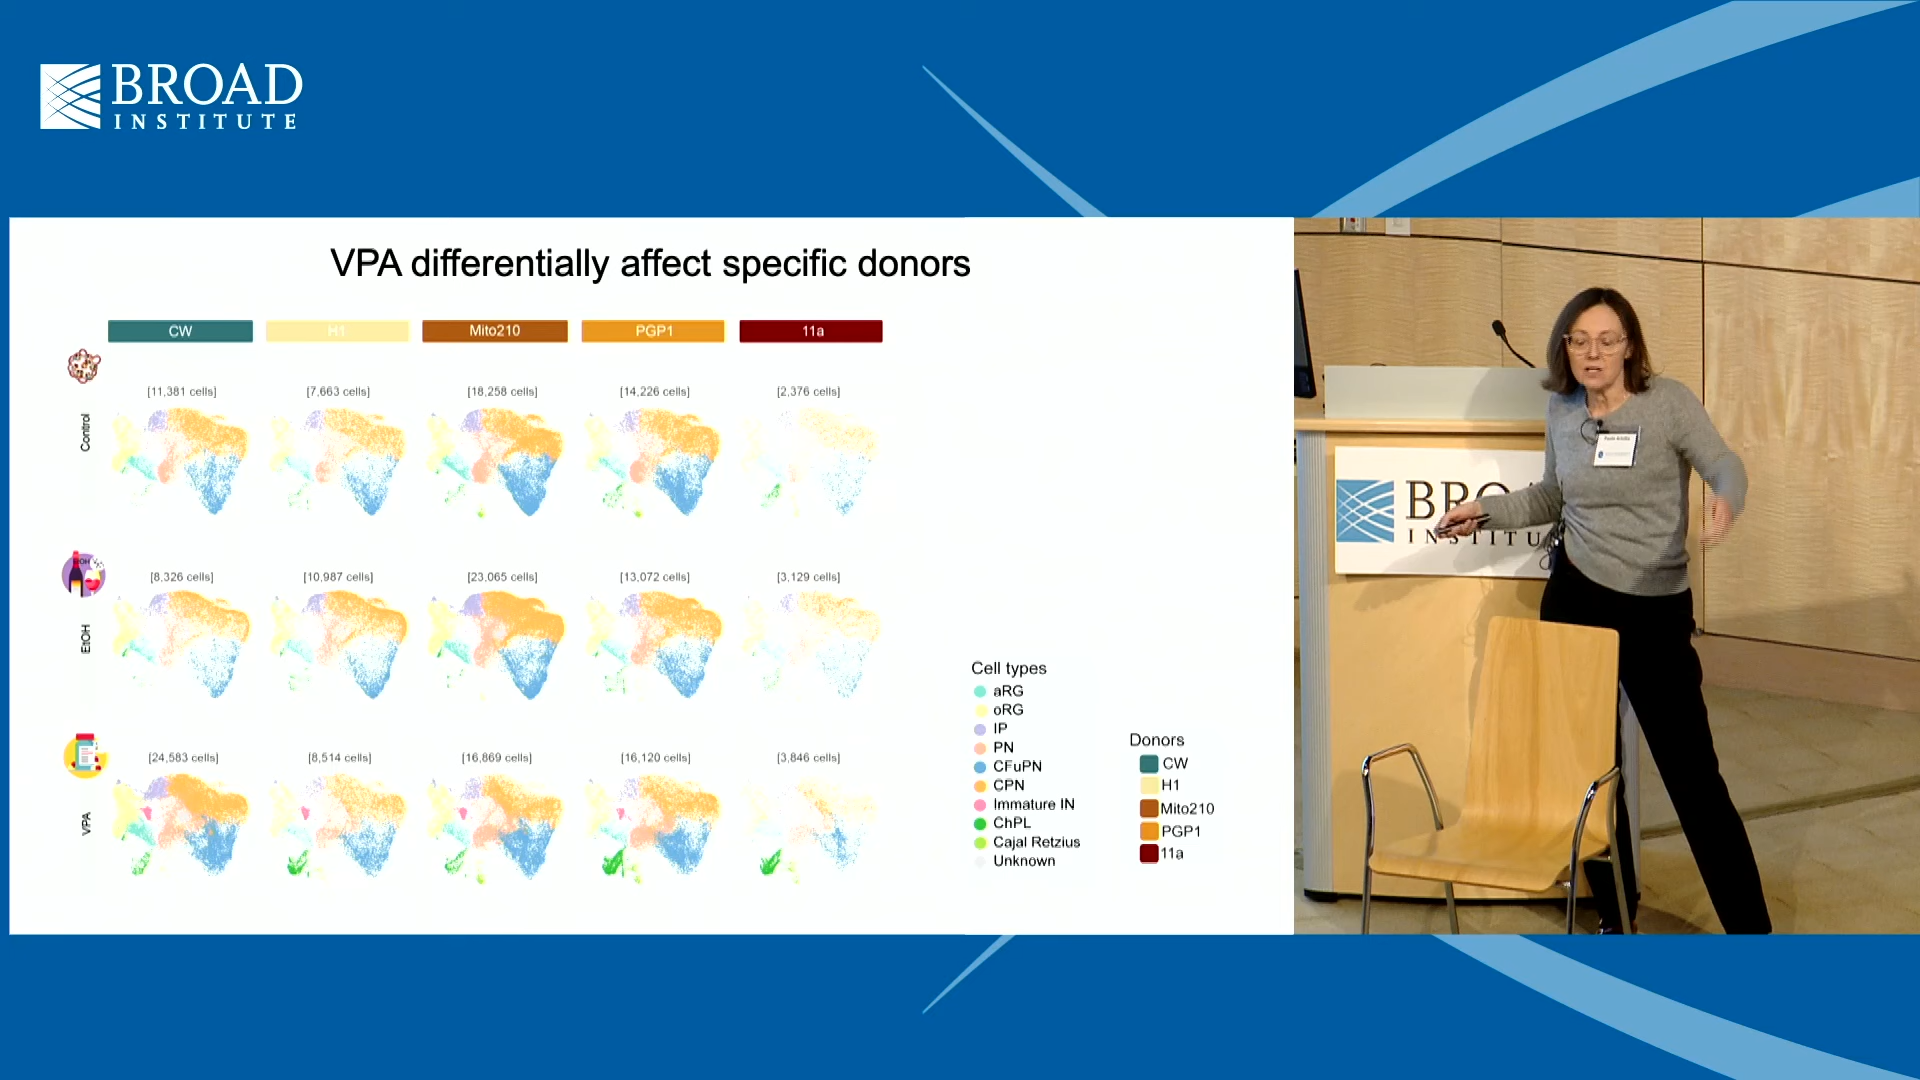 BROAD
INSTITUTE
VPA differentially affect specific donors
CW
H1
Mito210
PGP1
11a
Control
[11,381 cells]
[7,663 cells]
[18,258 cells]
[14,226 cells]
[2,376 cells]
EtOH
[8,326 cells]
[10,987 cells]
[23,065 cells]
[13,072 cells]
[3,129 cells]
VPA
[24,583 cells]
[8,514 cells]
[16,869 cells]
[16,120 cells]
[3,846 cells]
Cell types
aRG
oRG
IP
PN
CFuPN
CPN
Immature IN
ChPL
Cajal Retzius
Unknown
Donors
CW
H1
Mito210
PGP1
11a
BRO
INSTITU